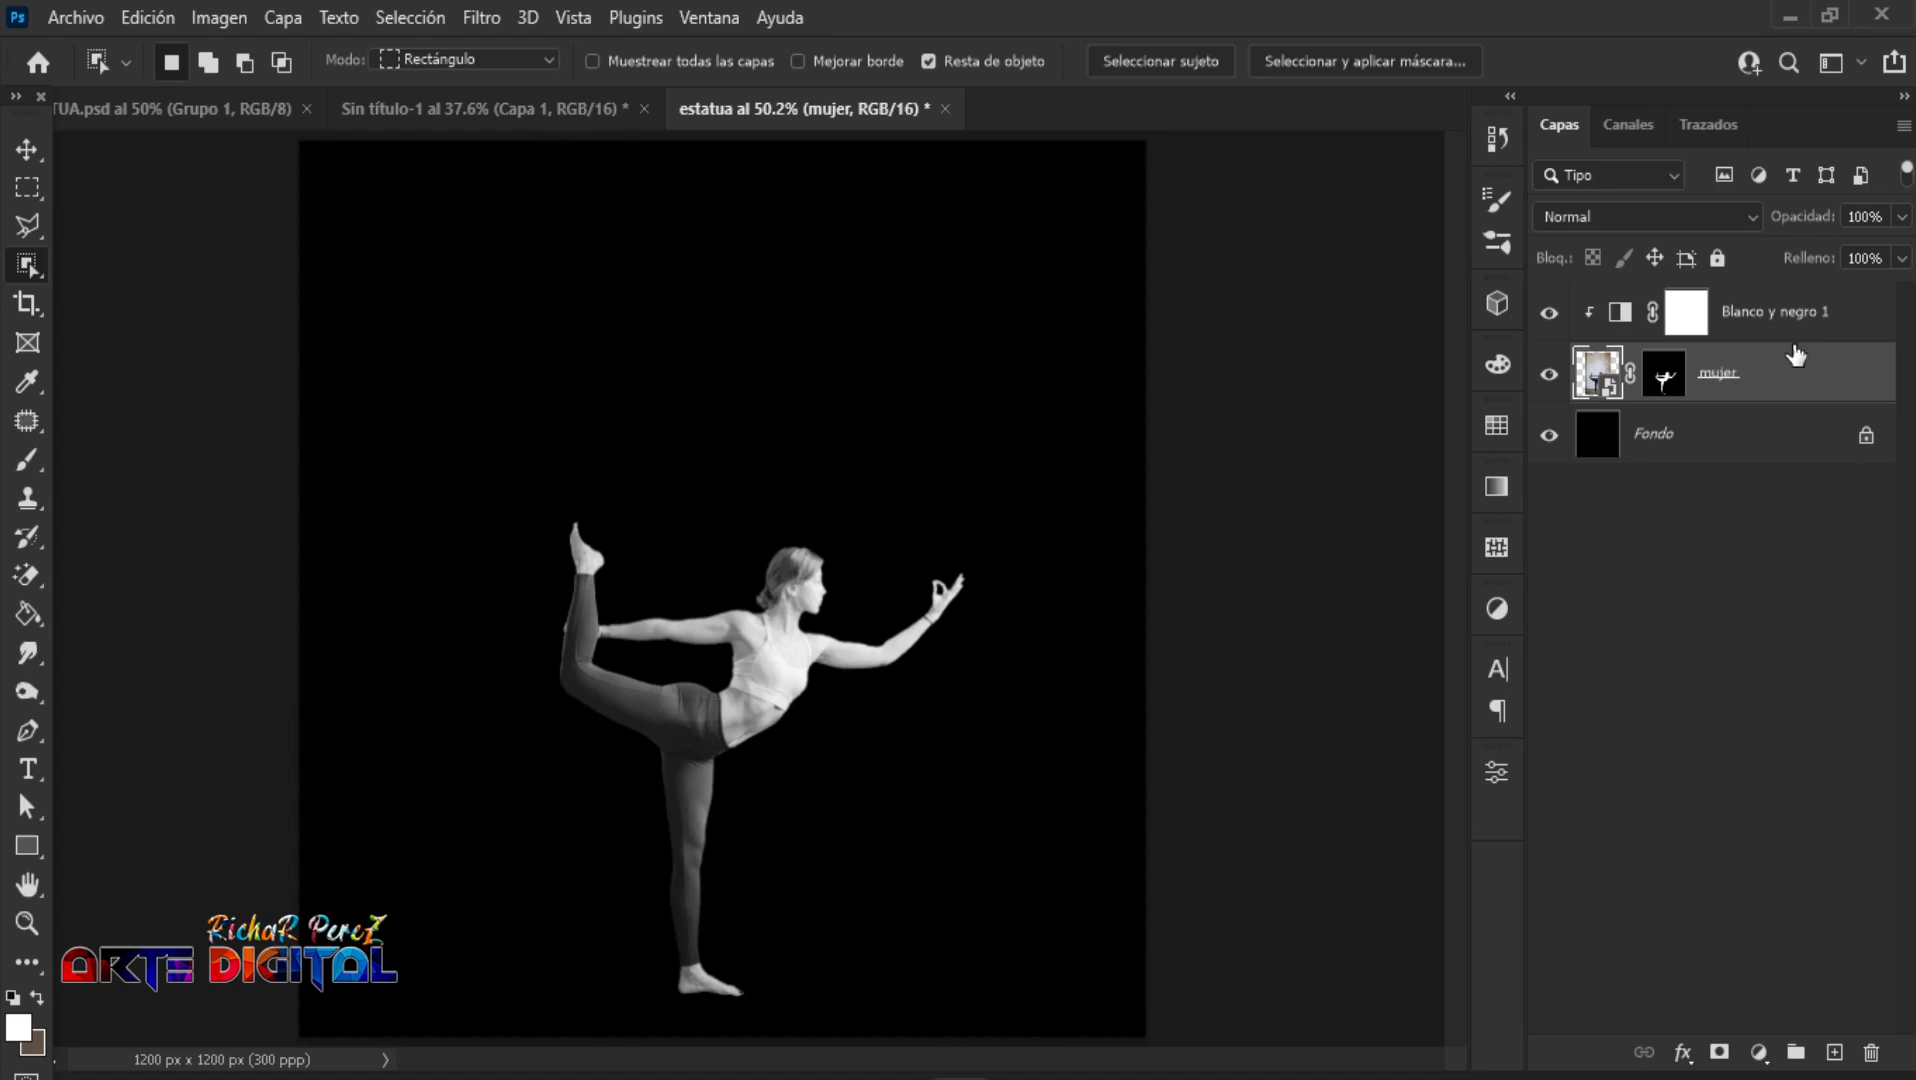 Ps Archivo Edición Imagen Capa Texto Selección Filtro 3D Vista Plugins Ventana Ayuda
Modo: Rectángulo Muestrear todas las capas Mejorar borde Resta de objeto Seleccionar sujeto Seleccionar y aplicar máscara...
TUA.psd al 50% (Grupo 1, RGB/8) Sin título-1 al 37.6% (Capa 1, RGB/16) * estatua al 50.2% (mujer, RGB/16) *
Capas Canales Trazados
Tipo
Normal Opacidad: 100%
Bloq.: Relleno: 100%
Blanco y negro 1
mujer
Fondo
RichaR PereZ
ARTE DIGITAL
1200 px x 1200 px (300 ppp)